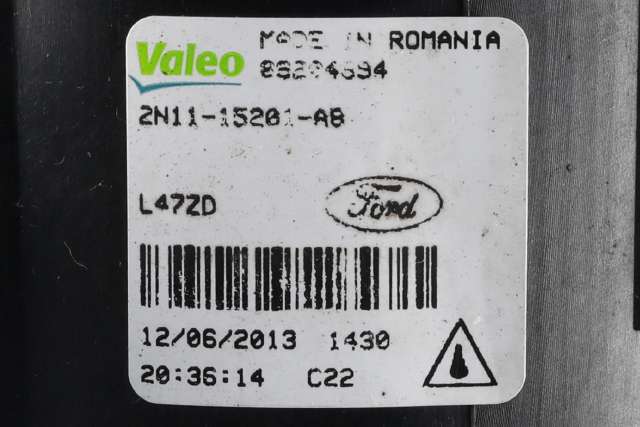 Valeo MADE IN ROMANIA
88204694
2N11-15201-AB
L47ZD Ford
12/06/2013 1430
20:36:14 C22